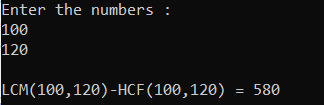 Enter the numbers :
100
120
LCM(100,120)-HCF(100,120) = 580